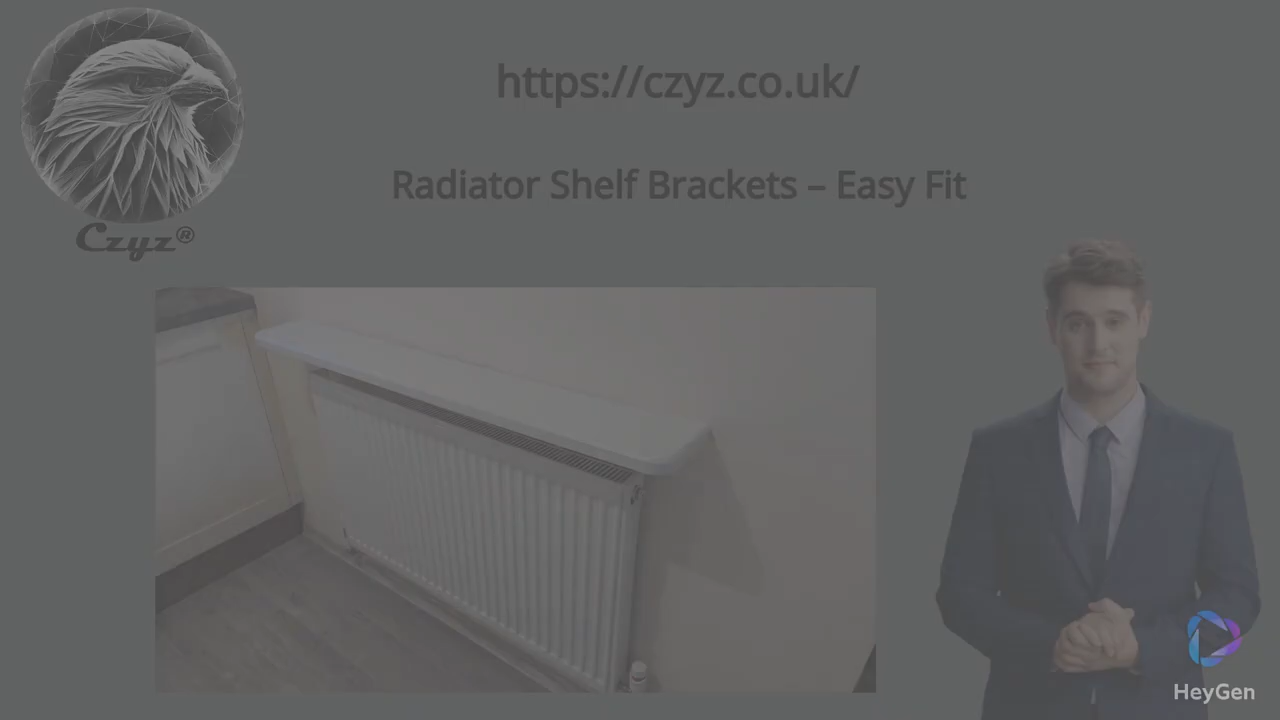 https://czyz.co.uk/
Radiator Shelf Brackets – Easy Fit
Czyz®
HeyGen